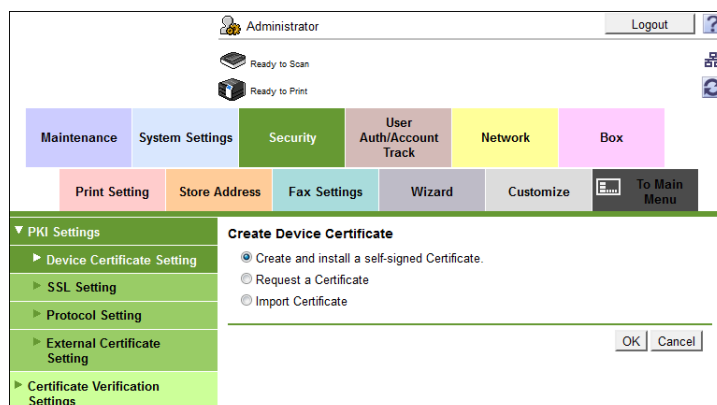 Administrator
Logout
?
Ready to Scan
Ready to Print
Maintenance
System Settings
Security
User
Auth/Account
Track
Network
Box
Print Setting
Store Address
Fax Settings
Wizard
Customize
To Main
Menu
PKI Settings
Device Certificate Setting
SSL Setting
Protocol Setting
External Certificate
Setting
Certificate Verification
Settings
Create Device Certificate
Create and install a self-signed Certificate.
Request a Certificate
Import Certificate
OK
Cancel